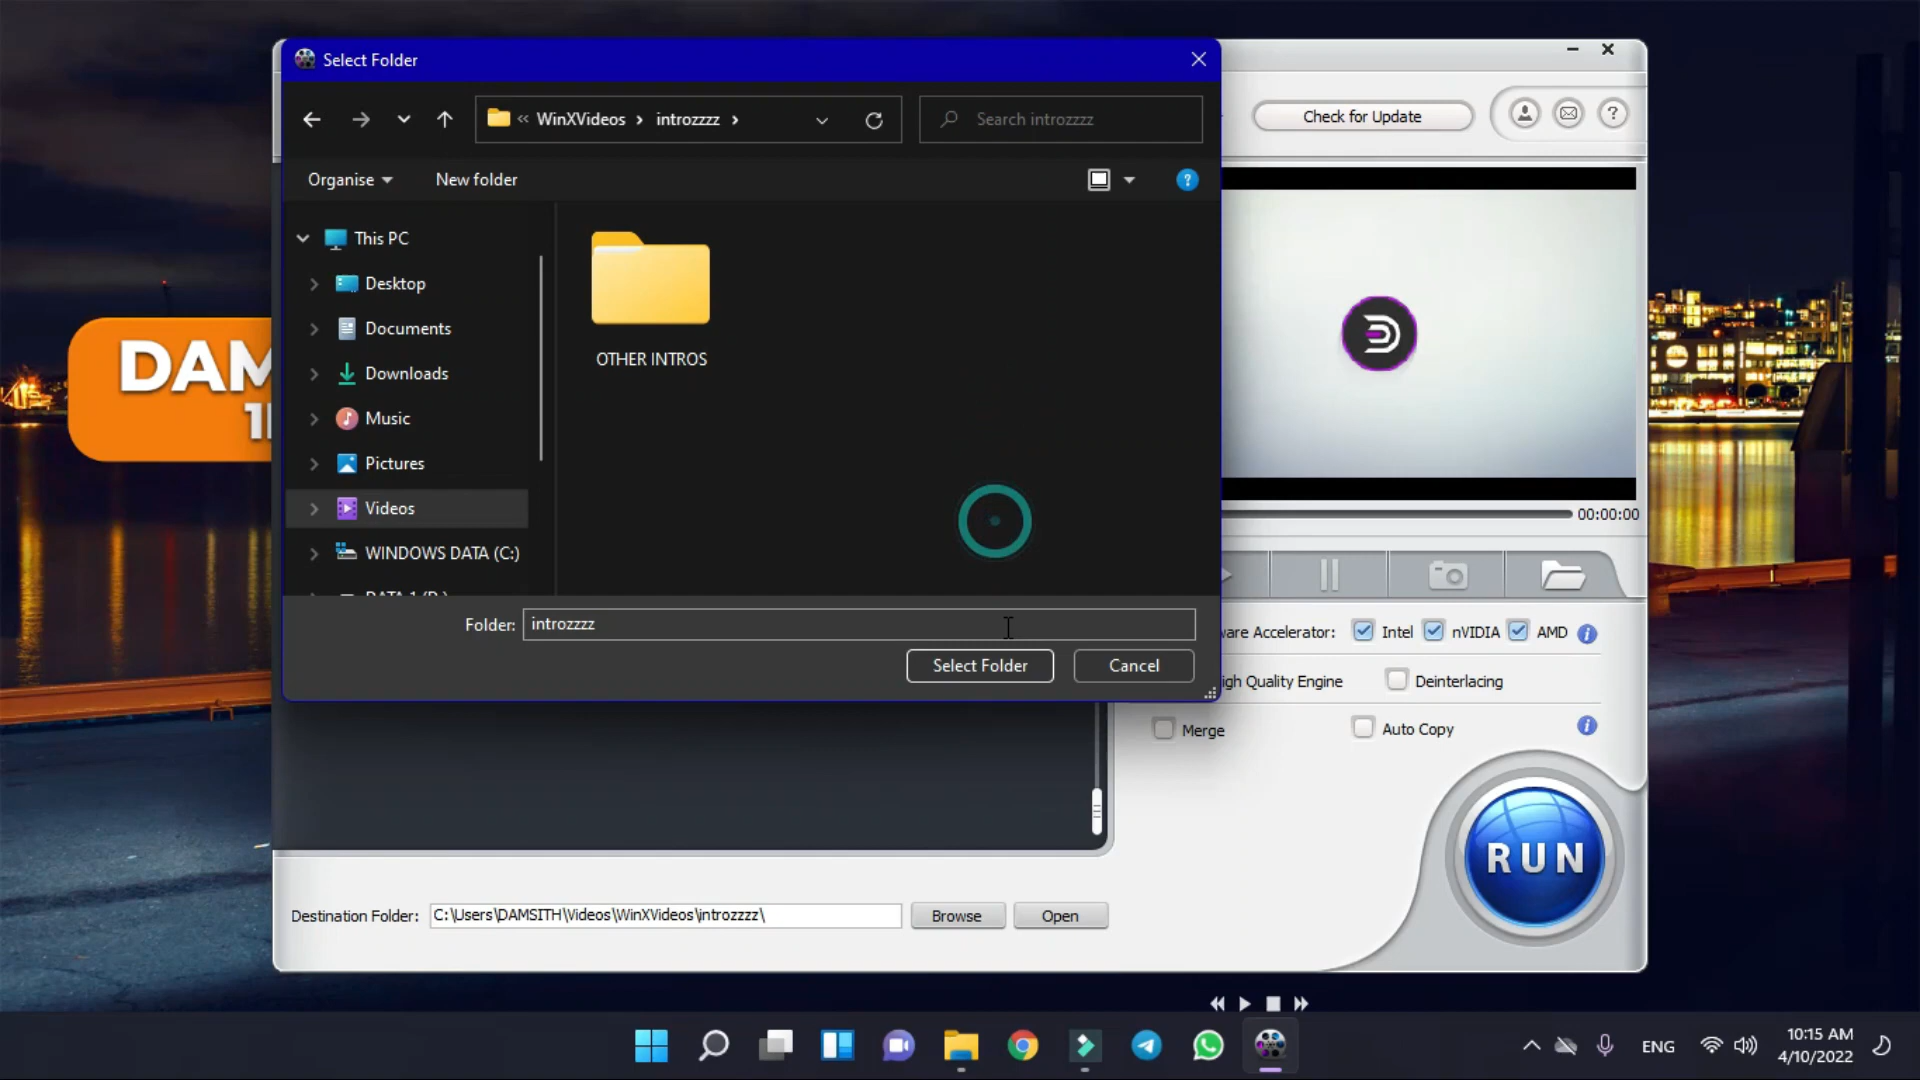 Select Folder
WinXVideos
introzzzz
Search introzzzz
Check for Update
?
Organise
New folder
?
This PC
Desktop
Documents
Downloads
Music
Pictures
Videos
WINDOWS DATA (C:)
OTHER INTROS
DAM
00:00:00
Folder: introzzzz
Select Folder
Cancel
ware Accelerator:
Intel
nVIDIA
AMD
igh Quality Engine
Deinterlacing
Merge
Auto Copy
RUN
Destination Folder: C:\Users\DAMSITH\Videos\WinXVideos\introzzzz\
Browse
Open
ENG
10:15 AM
4/10/2022